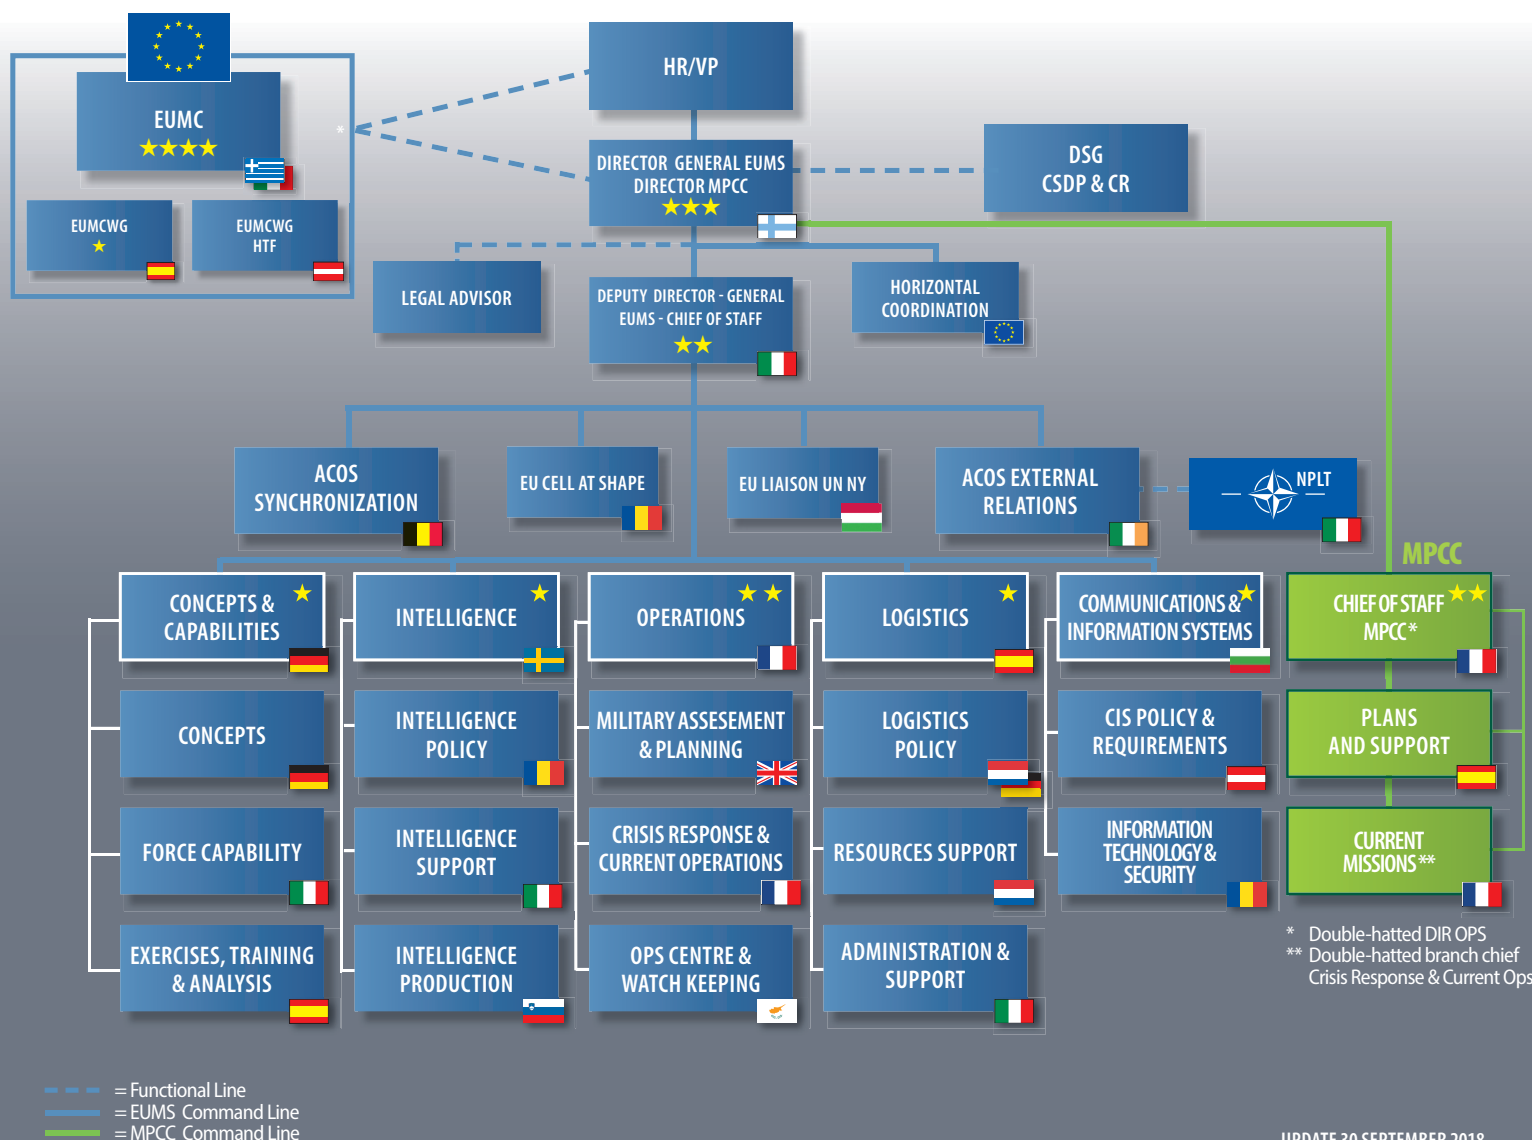 HR/VP
EUMC
*
DIRECTOR GENERAL EUMS
DIRECTOR MPCC
DSG
CSDP & CR
EUMCWG
EUMCWG
HTF
LEGAL ADVISOR
DEPUTY DIRECTOR - GENERAL
EUMS - CHIEF OF STAFF
HORIZONTAL
COORDINATION
ACOS
SYNCHRONIZATION
EU CELL AT SHAPE
EU LIAISON UN NY
ACOS EXTERNAL
RELATIONS
NPLT
MPCC
CONCEPTS &
CAPABILITIES
INTELLIGENCE
OPERATIONS
LOGISTICS
COMMUNICATIONS &
INFORMATION SYSTEMS
CHIEF OF STAFF
MPCC*
CONCEPTS
INTELLIGENCE
POLICY
MILITARY ASSESEMENT
& PLANNING
LOGISTICS
POLICY
CIS POLICY &
REQUIREMENTS
PLANS
AND SUPPORT
FORCE CAPABILITY
INTELLIGENCE
SUPPORT
CRISIS RESPONSE &
CURRENT OPERATIONS
RESOURCES SUPPORT
INFORMATION
TECHNOLOGY &
SECURITY
CURRENT
MISSIONS**
EXERCISES, TRAINING
& ANALYSIS
INTELLIGENCE
PRODUCTION
OPS CENTRE &
WATCH KEEPING
ADMINISTRATION &
SUPPORT
* Double-hatted DIR OPS
** Double-hatted branch chief
Crisis Response & Current Ops
= Functional Line
= EUMS Command Line
= MPCC Command Line
UPDATE 30 SEPTEMBER 2018